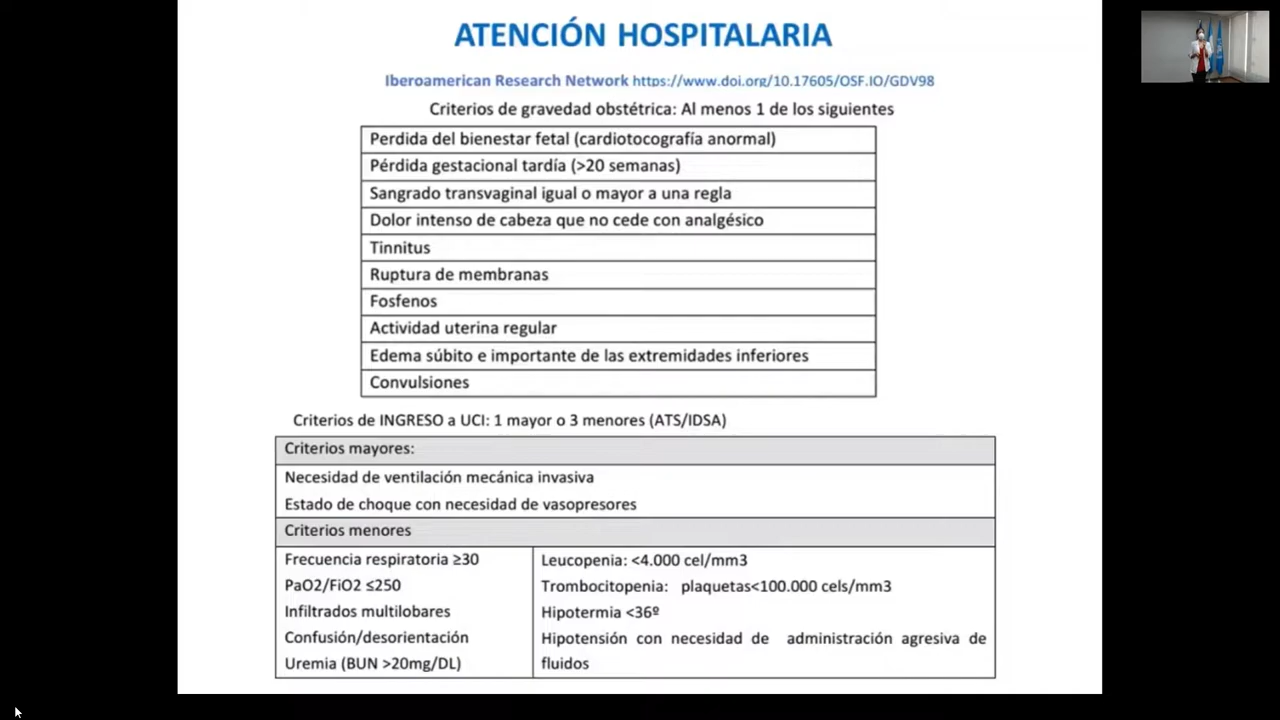 ATENCIÓN HOSPITALARIA
Iberoamerican Research Network https://www.doi.org/10.17605/OSF.IO/GDV98
Criterios de gravedad obstétrica: Al menos 1 de los siguientes
Perdida del bienestar fetal (cardiotocografía anormal)
Pérdida gestacional tardía (>20 semanas)
Sangrado transvaginal igual o mayor a una regla
Dolor intenso de cabeza que no cede con analgésico
Tinnitus
Ruptura de membranas
Fosfenos
Actividad uterina regular
Edema súbito e importante de las extremidades inferiores
Convulsiones
Criterios de INGRESO a UCI: 1 mayor o 3 menores (ATS/IDSA)
Criterios mayores:
Necesidad de ventilación mecánica invasiva
Estado de choque con necesidad de vasopresores
Criterios menores
Frecuencia respiratoria ≥30
PaO2/FiO2 ≤250
Infiltrados multilobares
Confusión/desorientación
Uremia (BUN >20mg/DL)
Leucopenia: <4.000 cel/mm3
Trombocitopenia: plaquetas<100.000 cels/mm3
Hipotermia <36º
Hipotensión con necesidad de administración agresiva de
fluidos